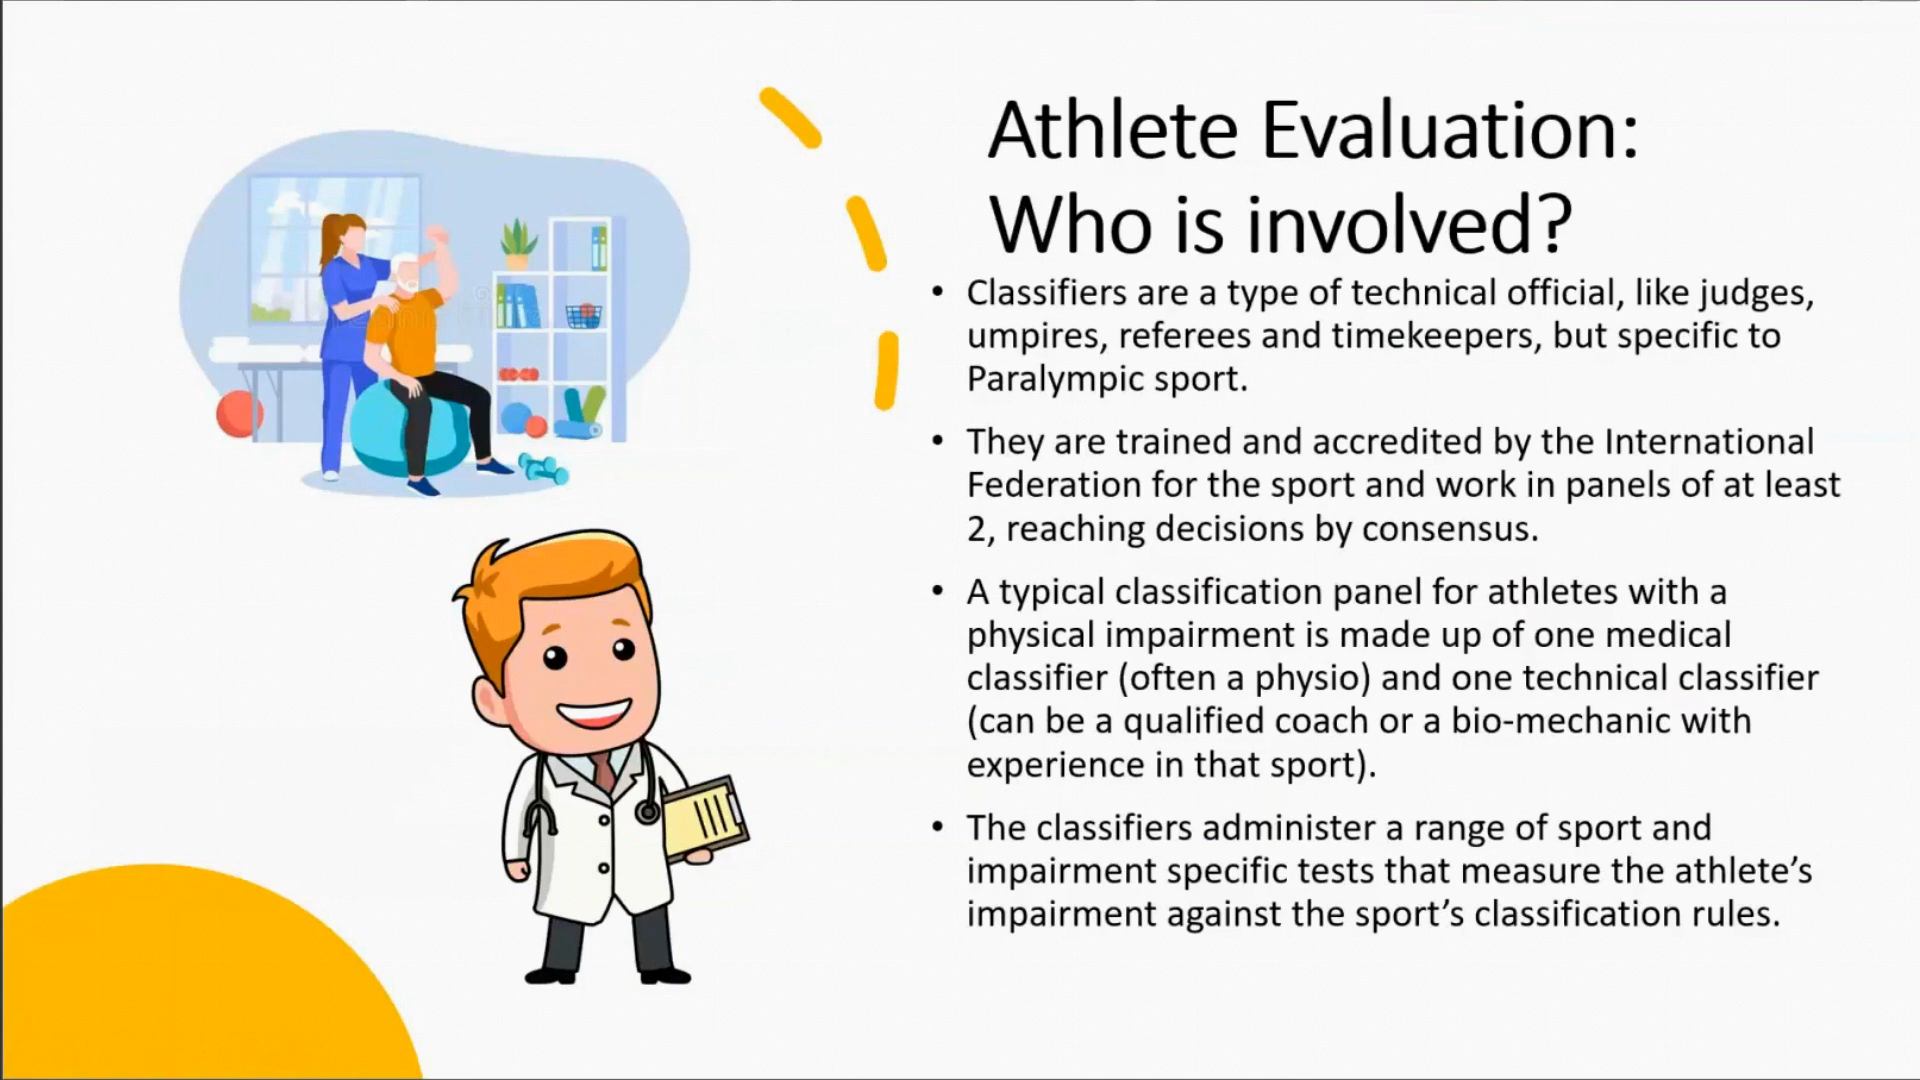 Athlete Evaluation:
Who is involved?
• Classifiers are a type of technical official, like judges,
umpires, referees and timekeepers, but specific to
Paralympic sport.
• They are trained and accredited by the International
Federation for the sport and work in panels of at least
2, reaching decisions by consensus.
• A typical classification panel for athletes with a
physical impairment is made up of one medical
classifier (often a physio) and one technical classifier
(can be a qualified coach or a bio-mechanic with
experience in that sport).
• The classifiers administer a range of sport and
impairment specific tests that measure the athlete’s
impairment against the sport’s classification rules.